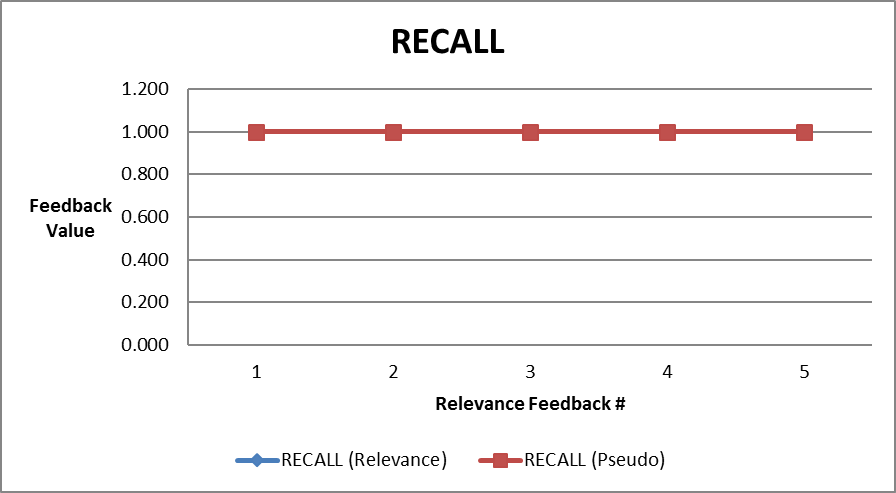 RECALL
1.200
1.000
0.800
0.600
0.400
0.200
0.000
Feedback
Value
1 2 3 4 5
Relevance Feedback #
RECALL (Relevance) RECALL (Pseudo)